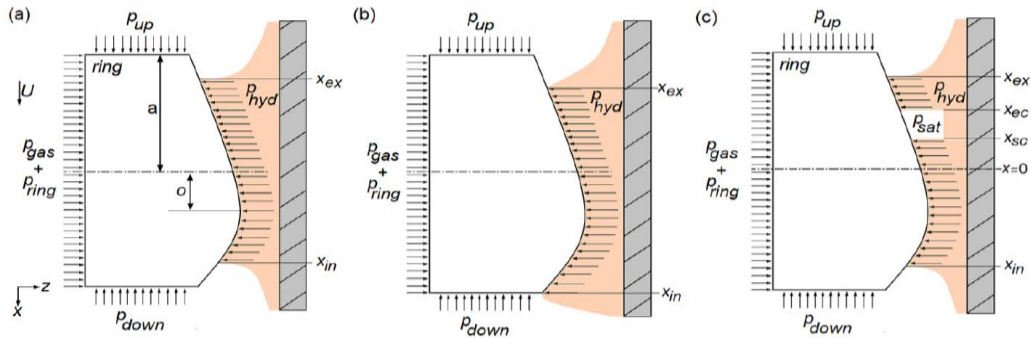 (a)
p_up
ring
x_ex
U
a
p_hyd
p_gas
+
p_ring
o
x_in
z
x
p_down
(b)
p_up
x_ex
p_hyd
p_gas
+
p_ring
x_in
p_down
(c)
p_up
ring
x_ex
p_hyd
x_ec
p_sat
x_sc
p_gas
+
p_ring
x=0
x_in
p_down